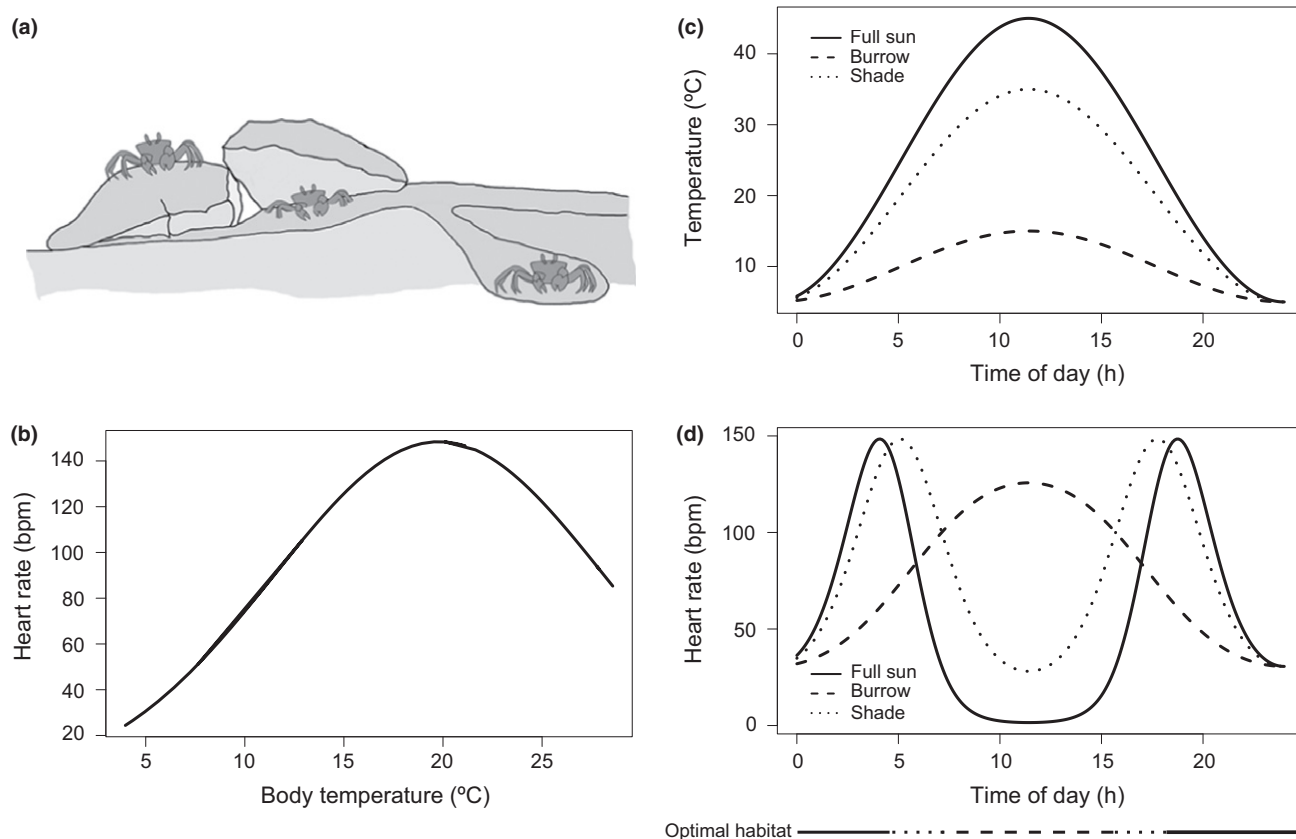 (a)
(b)
Heart rate (bpm)
140
120
100
80
60
40
20
5 10 15 20 25
Body temperature (ºC)
(c)
Full sun
Burrow
Shade
Temperature (ºC)
40
30
20
10
0 5 10 15 20
Time of day (h)
(d)
Heart rate (bpm)
150
100
50
0
Full sun
Burrow
Shade
0 5 10 15 20
Time of day (h)
Optimal habitat